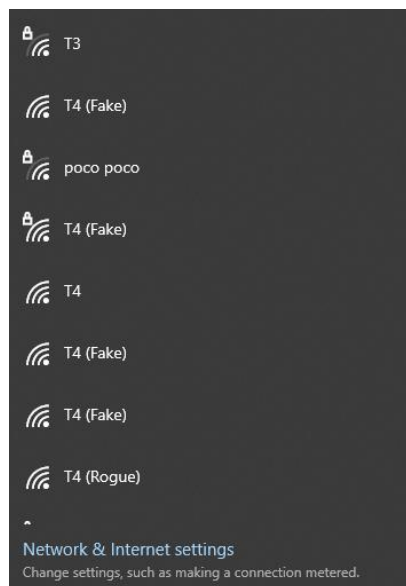 T3
T4 (Fake)
poco poco
T4 (Fake)
T4
T4 (Fake)
T4 (Fake)
T4 (Rogue)
Network & Internet settings
Change settings, such as making a connection metered.